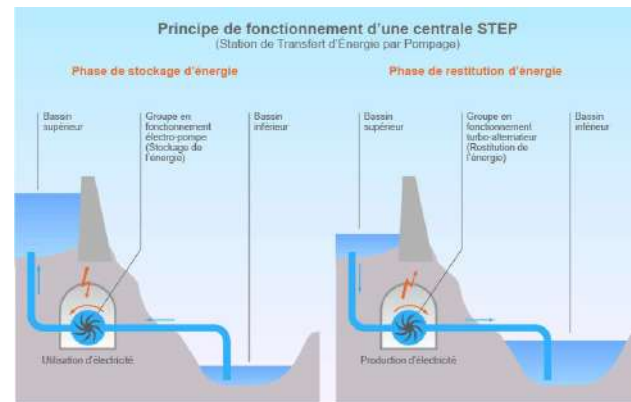 Principe de fonctionnement d'une centrale STEP
(Station de Transfert d'Énergie par Pompage)
Phase de stockage d'énergie
Bassin
supérieur
Groupe en
fonctionnement
électro-pompe
(Stockage de
l'énergie)
Bassin
inférieur
Utilisation d'électricité
Phase de restitution d'énergie
Bassin
supérieur
Groupe en
fonctionnement
turbo-alternateur
(Restitution de
l'énergie)
Bassin
inférieur
Production d'électricité